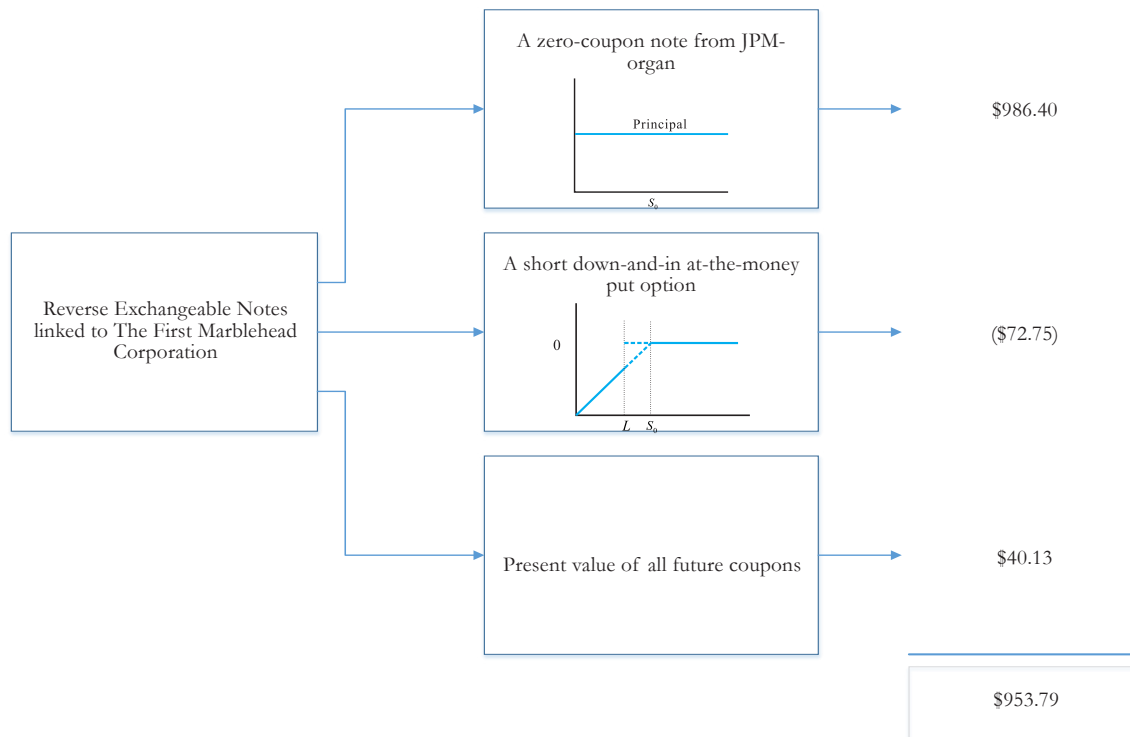 A zero-coupon note from JPM-
organ
Principal
S₀
$986.40
Reverse Exchangeable Notes
linked to The First Marblehead
Corporation
A short down-and-in at-the-money
put option
0
L S₀
($72.75)
Present value of all future coupons
$40.13
$953.79